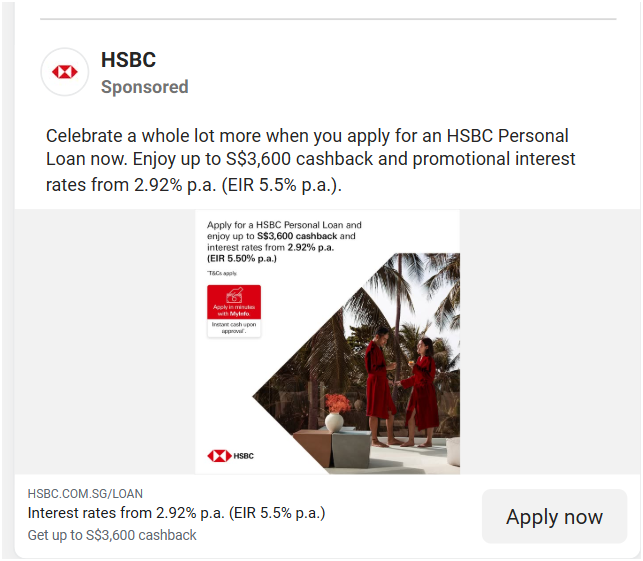 HSBC
Sponsored
Celebrate a whole lot more when you apply for an HSBC Personal
Loan now. Enjoy up to S$3,600 cashback and promotional interest
rates from 2.92% p.a. (EIR 5.5% p.a.).
Apply for a HSBC Personal Loan and
enjoy up to S$3,600 cashback and
interest rates from 2.92% p.a.
(EIR 5.50% p.a.)
*T&Cs apply
Apply in minutes
with MyInfo
Instant cash upon
approval*.
HSBC
HSBC.COM.SG/LOAN
Interest rates from 2.92% p.a. (EIR 5.5% p.a.)
Get up to S$3,600 cashback
Apply now